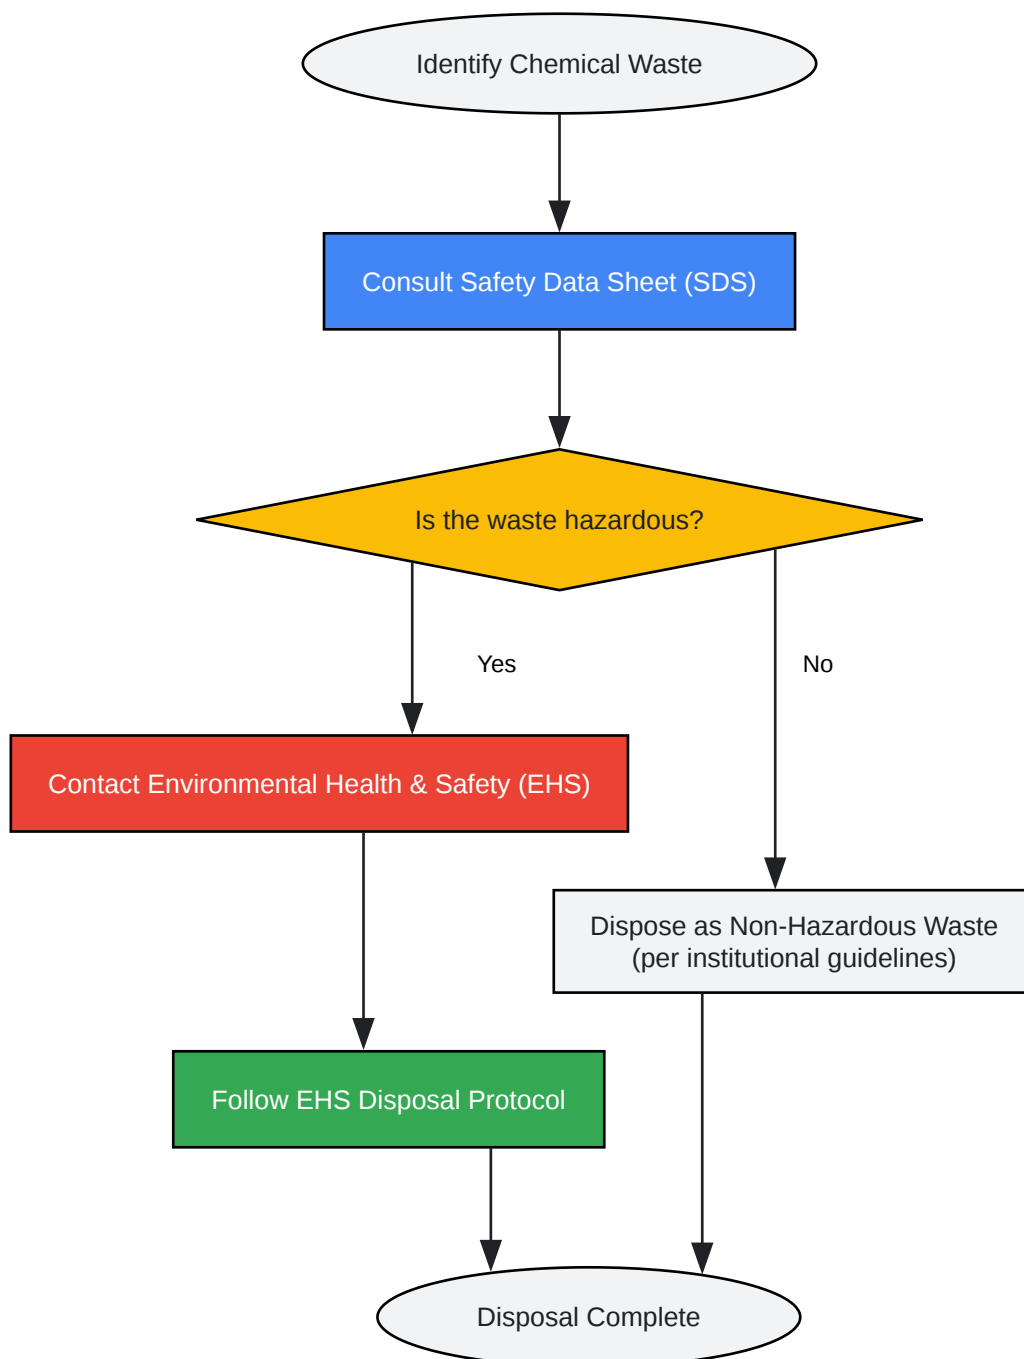 Identify Chemical Waste
Consult Safety Data Sheet (SDS)
Is the waste hazardous?
Yes
No
Contact Environmental Health & Safety (EHS)
Dispose as Non-Hazardous Waste
(per institutional guidelines)
Follow EHS Disposal Protocol
Disposal Complete